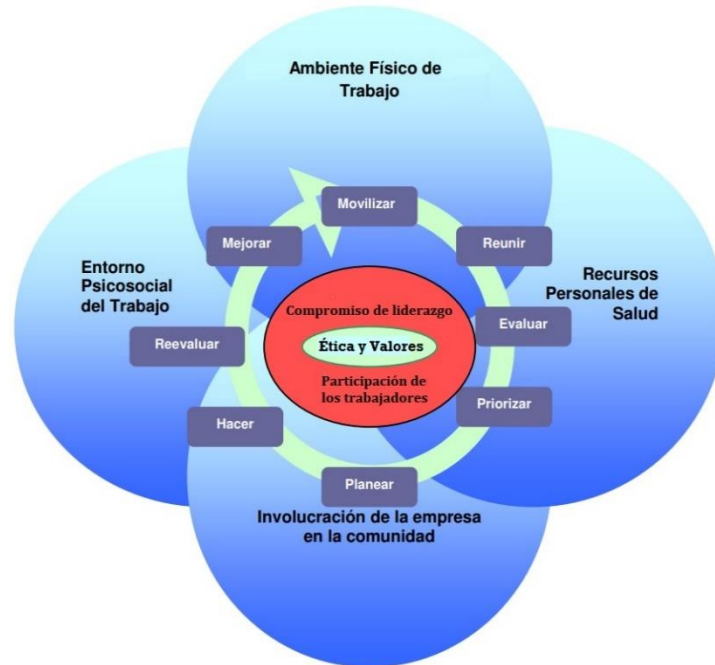 Ambiente Físico de
Trabajo
Movilizar
Mejorar
Reunir
Entorno
Psicosocial
del Trabajo
Recursos
Personales de
Salud
Compromiso de liderazgo
Evaluar
Reevaluar
Ética y Valores
Participación de
los trabajadores
Priorizar
Hacer
Planear
Involucración de la empresa
en la comunidad